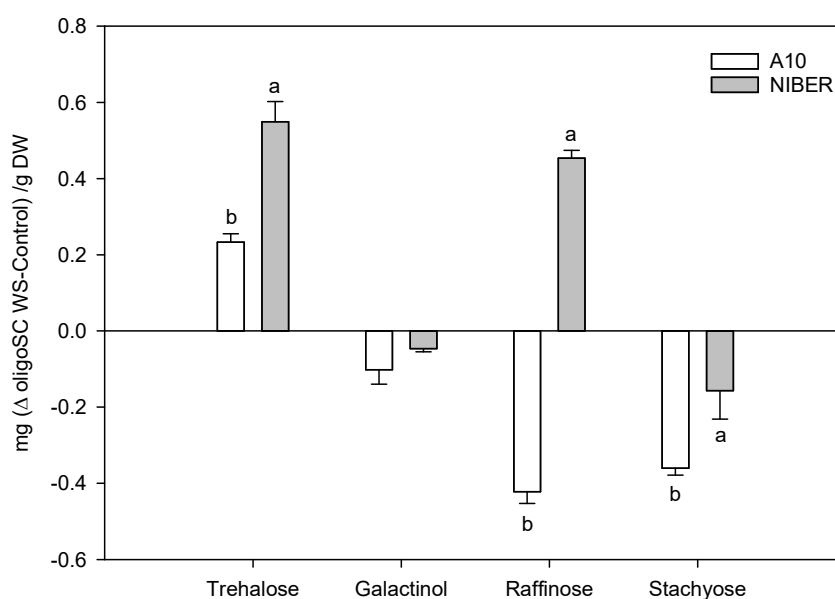 0.8
0.6
0.4
0.2
0.0
-0.2
-0.4
-0.6
mg (Δ oligoSC WS-Control) /g DW
A10
NIBER
b
a
b
a
b
a
Trehalose
Galactinol
Raffinose
Stachyose